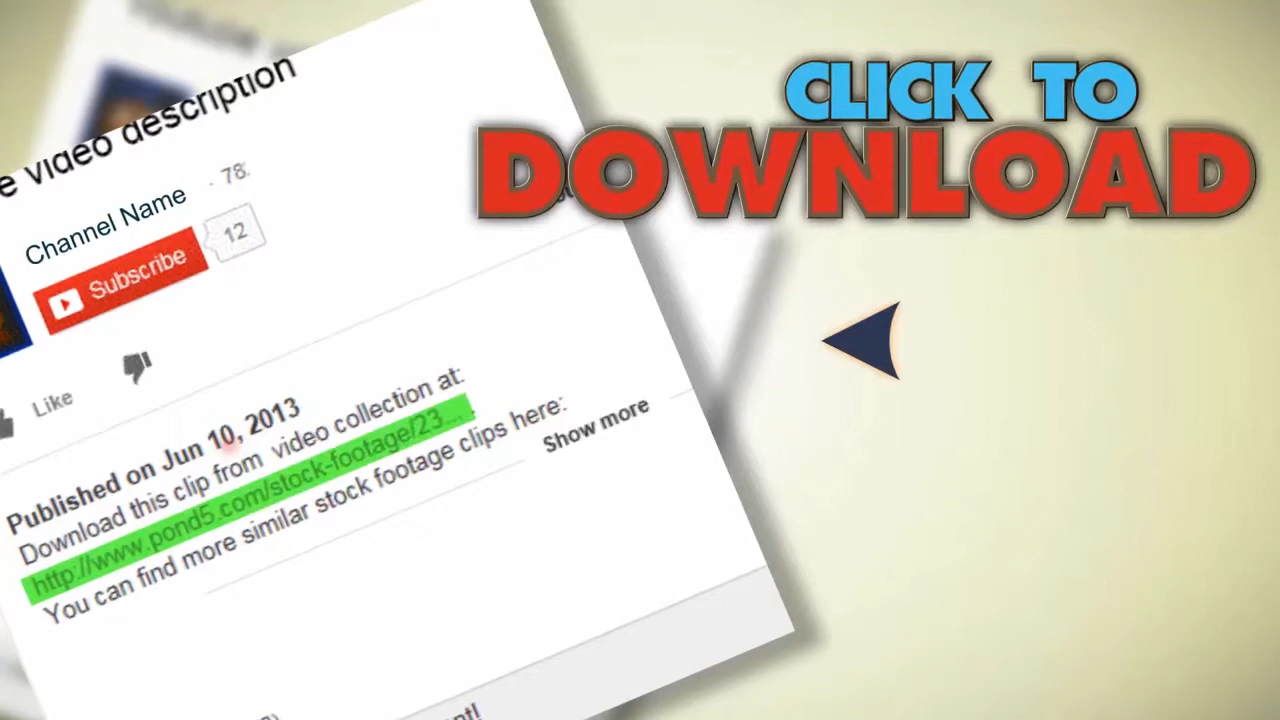 CLICK TO
DOWNLOAD
video description
Channel Name
78
Subscribe
12
Like
Published on Jun 10, 2013
Download this clip from video collection at:
http://www.pond5.com/stock-footage/23...
You can find more similar stock footage clips here:
Show more